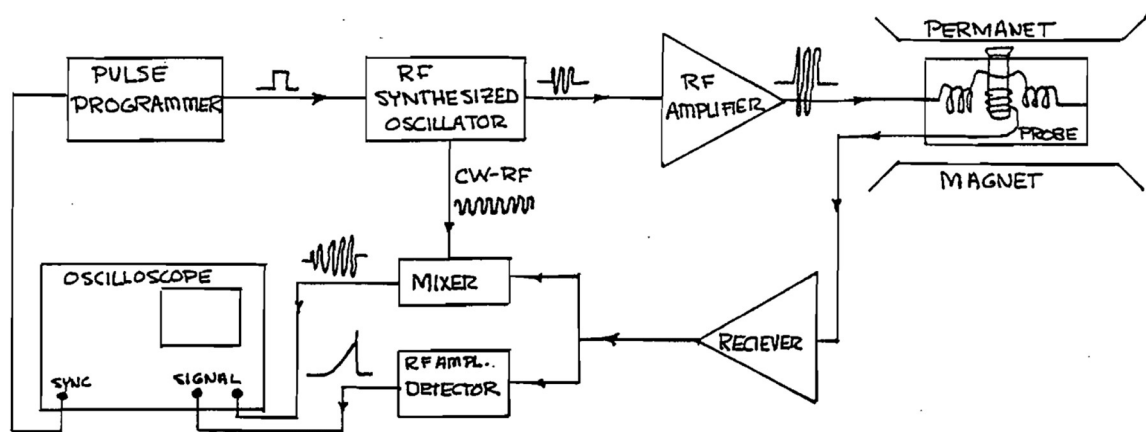 PULSE
PROGRAMMER
RF
SYNTHESIZED
OSCILLATOR
RF
AMPLIFIER
PERMANET
PROBE
MAGNET
CW-RF
OSCILLOSCOPE
SYNC
SIGNAL
MIXER
RF AMPL..
DETECTOR
RECIEVER